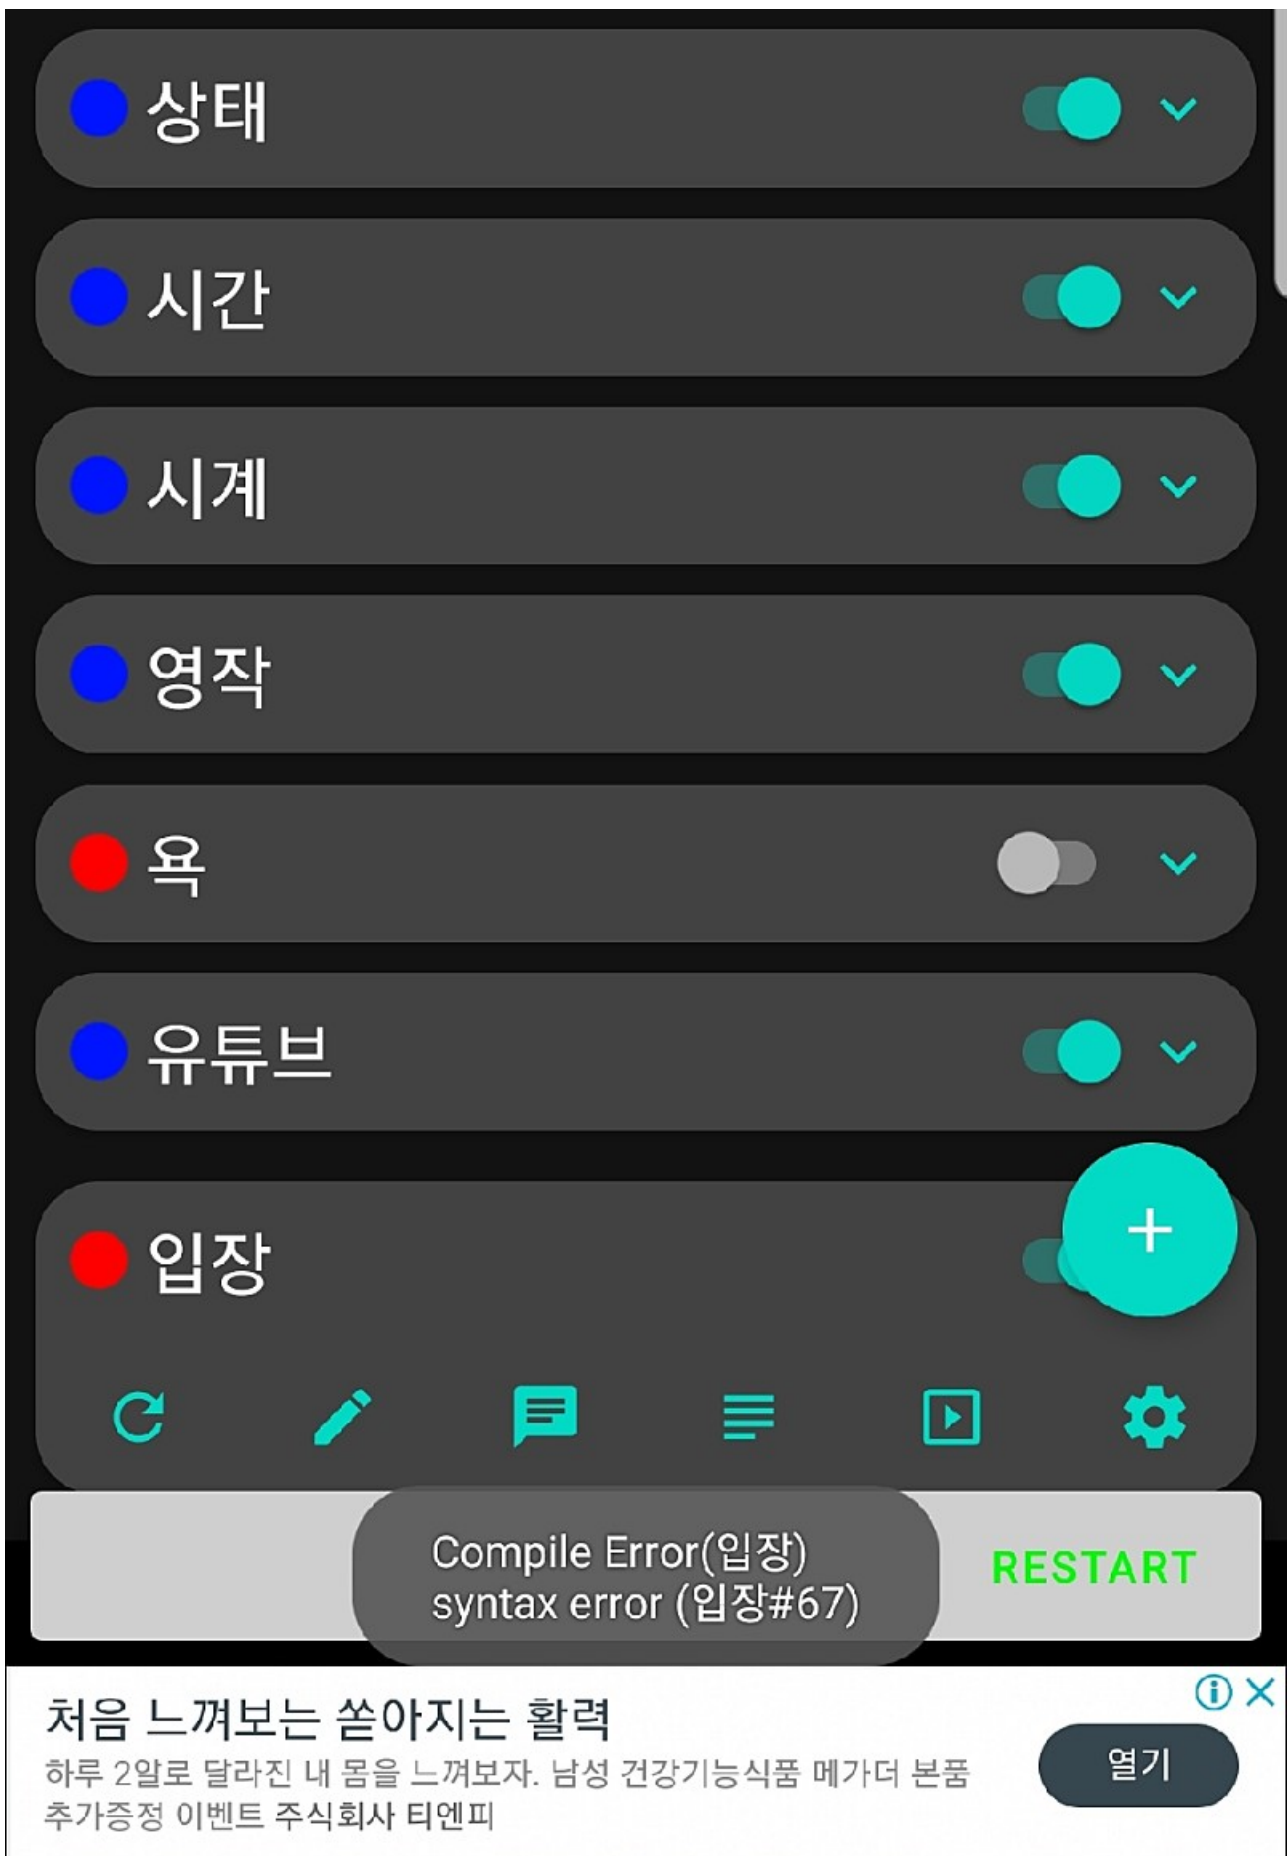 상태
시간
시계
영작
욕
유튜브
입장
Compile Error(입장)
syntax error (입장#67)
RESTART
처음 느껴보는 쏟아지는 활력
하루 2알로 달라진 내 몸을 느껴보자. 남성 건강기능식품 메가더 본품
추가증정 이벤트 주식회사 티엔피
열기